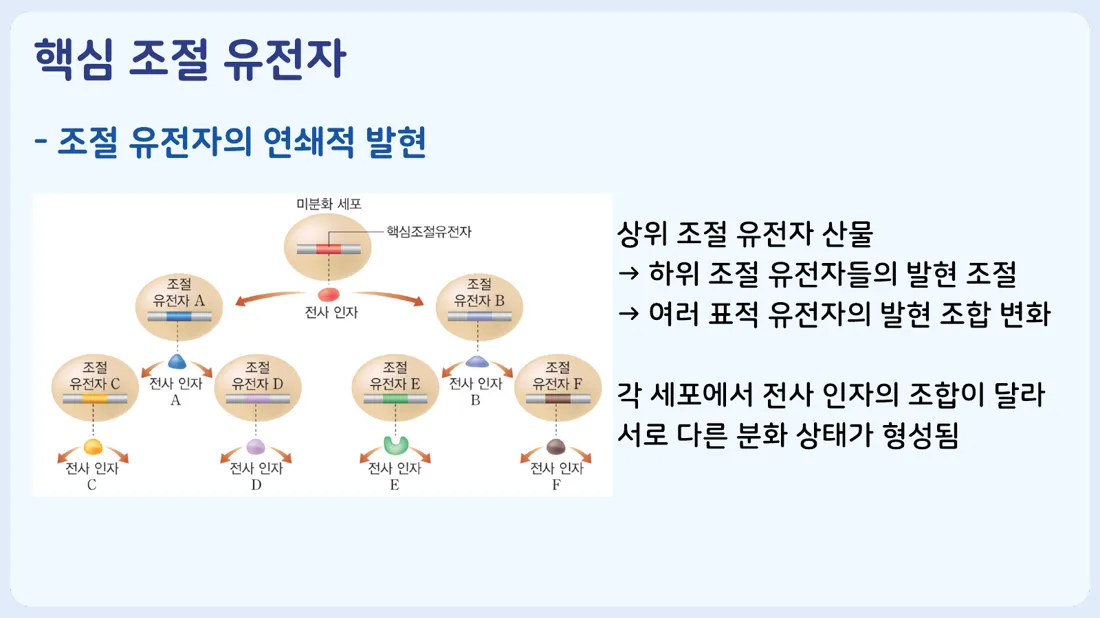 핵심 조절 유전자
- 조절 유전자의 연쇄적 발현
미분화 세포
핵심조절유전자
전사 인자
조절
유전자 A
조절
유전자 B
전사 인자
A
전사 인자
B
조절
유전자 C
조절
유전자 D
조절
유전자 E
조절
유전자 F
전사 인자
C
전사 인자
D
전사 인자
E
전사 인자
F
상위 조절 유전자 산물
→ 하위 조절 유전자들의 발현 조절
→ 여러 표적 유전자의 발현 조합 변화
각 세포에서 전사 인자의 조합이 달라
서로 다른 분화 상태가 형성됨